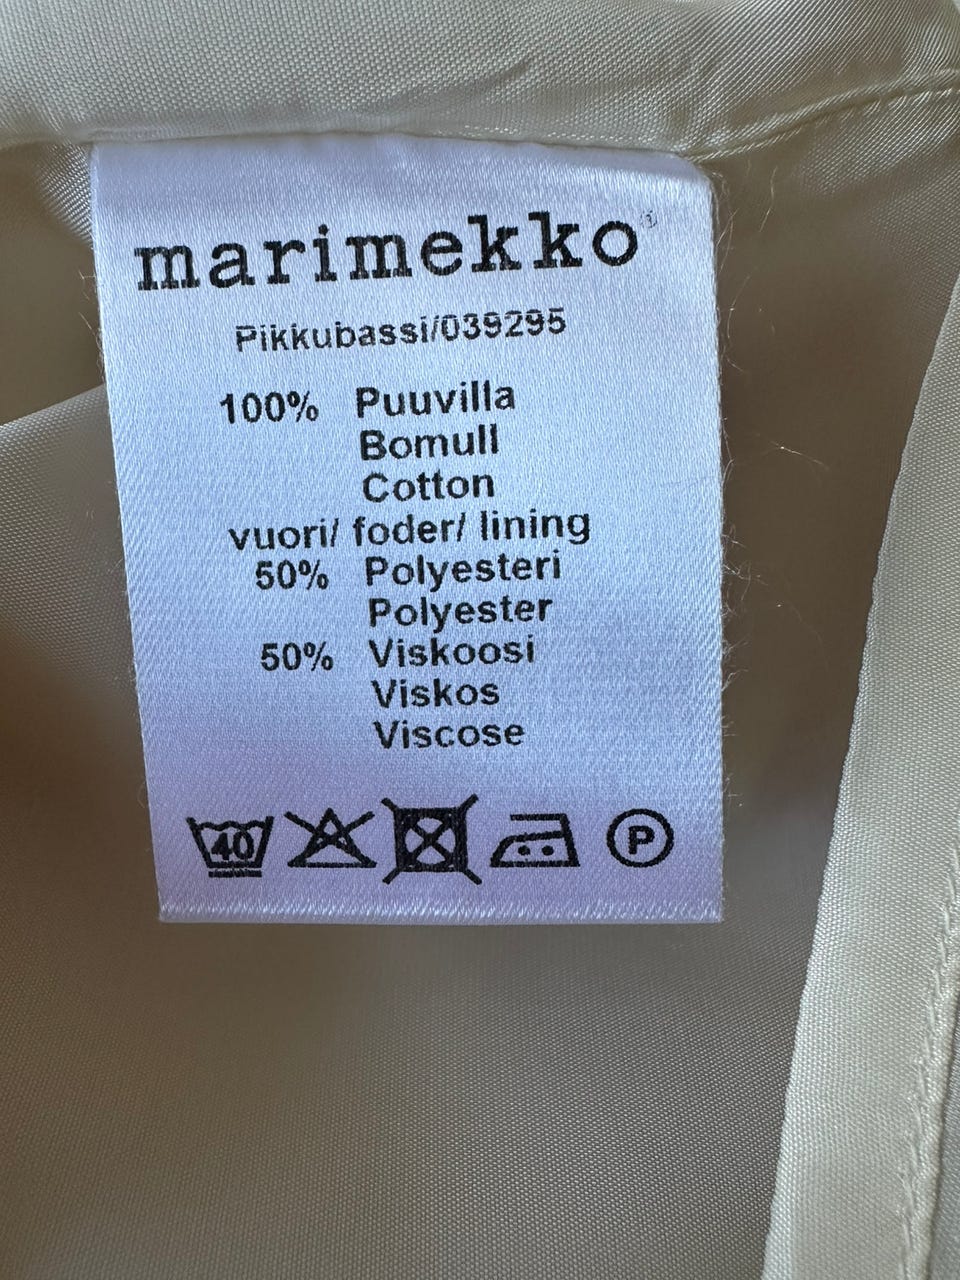 marimekko®
Pikkubassi/039295
100% Puuvilla
Bomull
Cotton
vuori/ foder/ lining
50% Polyesteri
Polyester
50% Viskoosi
Viskos
Viscose
40 P